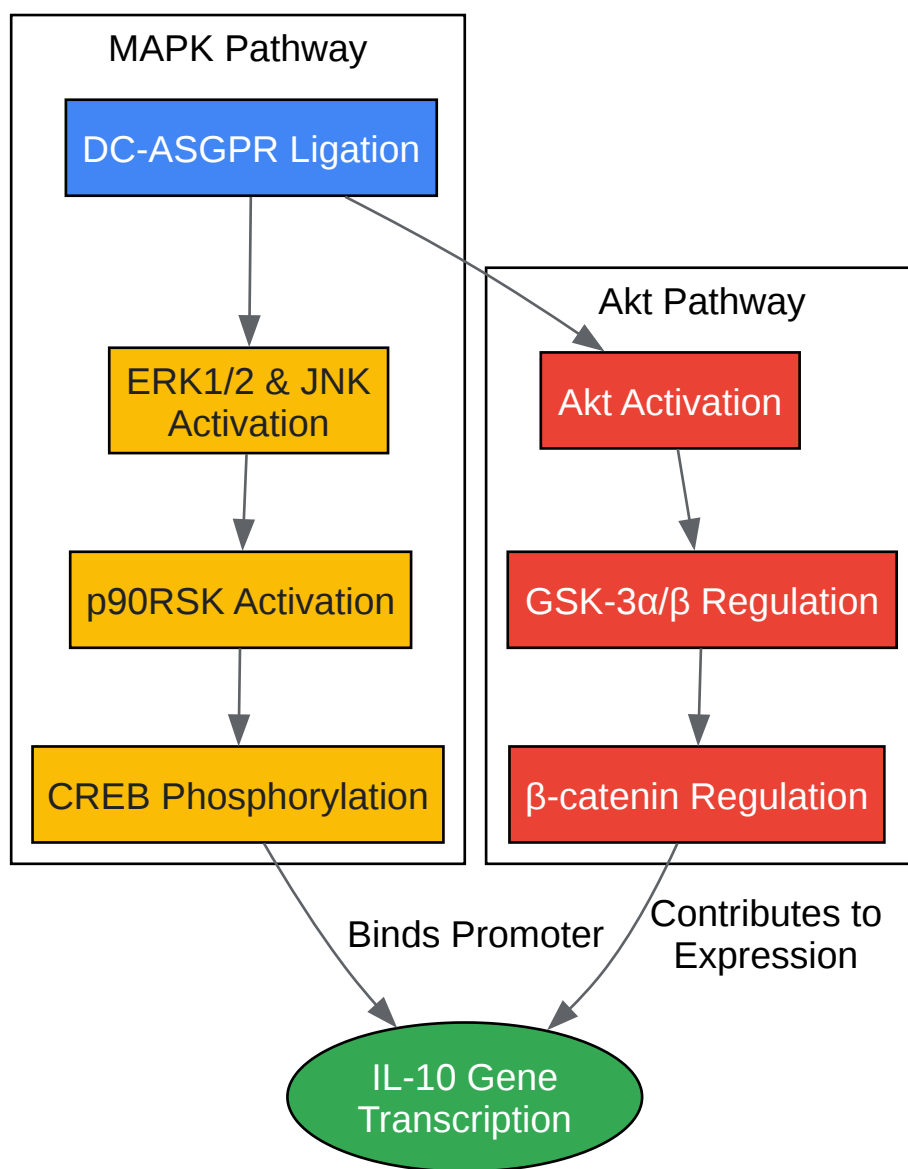 MAPK Pathway
DC-ASGPR Ligation
Akt Pathway
ERK1/2 & JNK
Activation
Akt Activation
p90RSK Activation
GSK-3α/β Regulation
CREB Phosphorylation
β-catenin Regulation
Binds Promoter
Contributes to
Expression
IL-10 Gene
Transcription